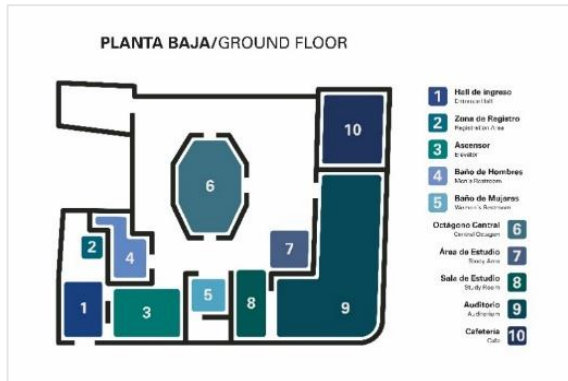 PLANTA BAJA/GROUND FLOOR
10
6
2
4
7
1
3
5
8
9
1 Hall de ingreso
Entrance Hall
2 Zona de Registro
Registration Area
3 Ascensor
Elevator
4 Baño de Hombres
Men's Restroom
5 Baño de Mujeres
Women's Restroom
Octágono Central 6
Central Octagon
Área de Estudio 7
Study Area
Sala de Estudio 8
Study Room
Auditorio 9
Auditorium
Cafetería 10
Cafe